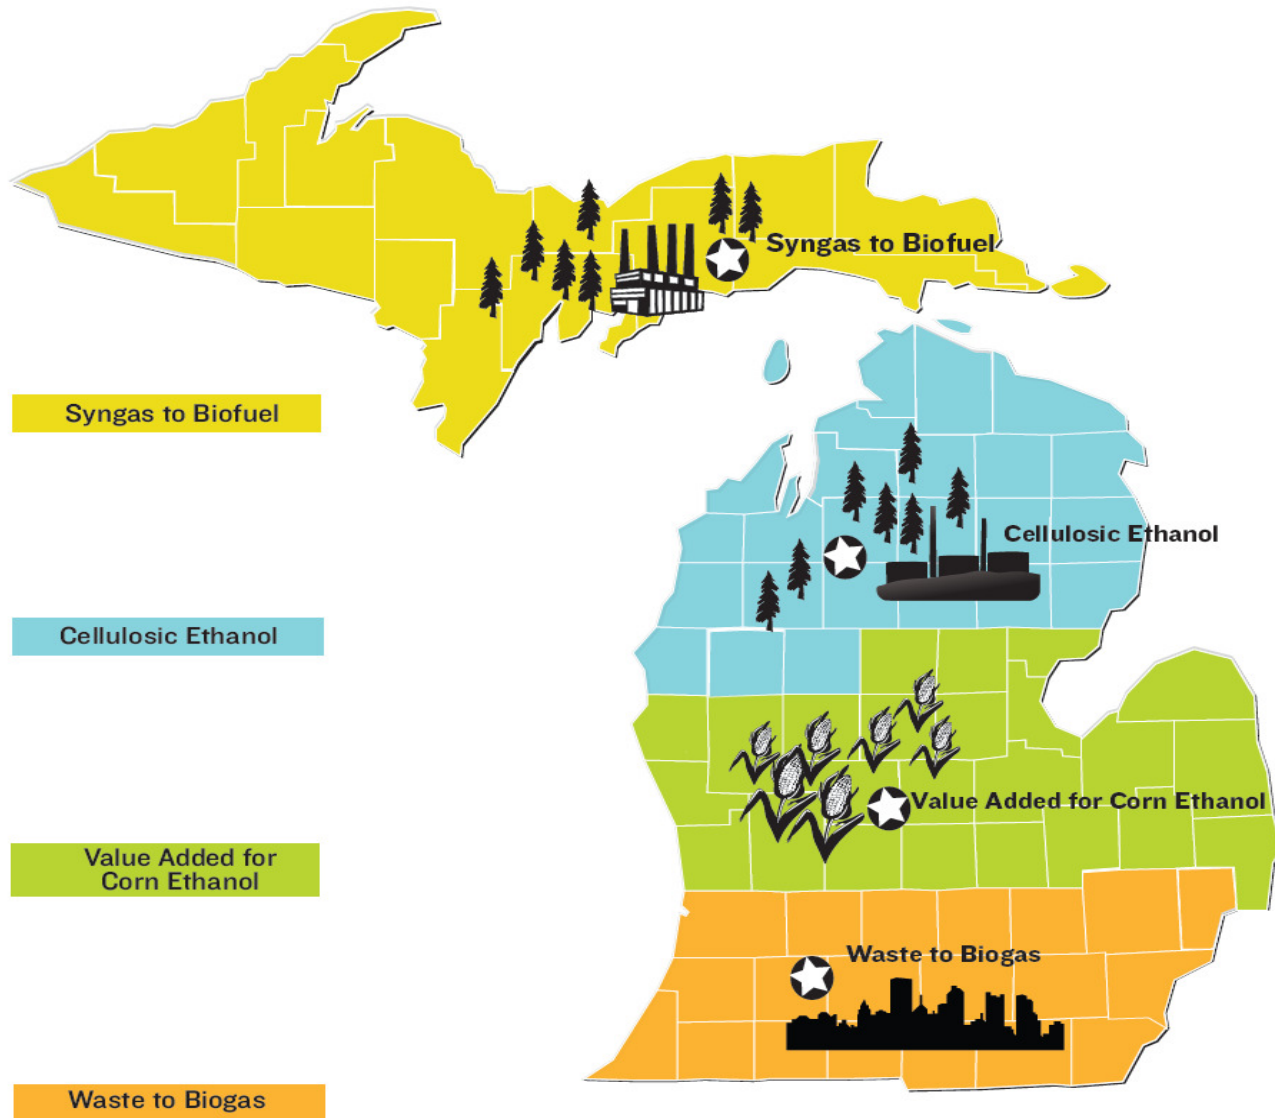 Syngas to Biofuel
Syngas to Biofuel
Cellulosic Ethanol
Cellulosic Ethanol
Value Added for Corn Ethanol
Value Added for
Corn Ethanol
Waste to Biogas
Waste to Biogas